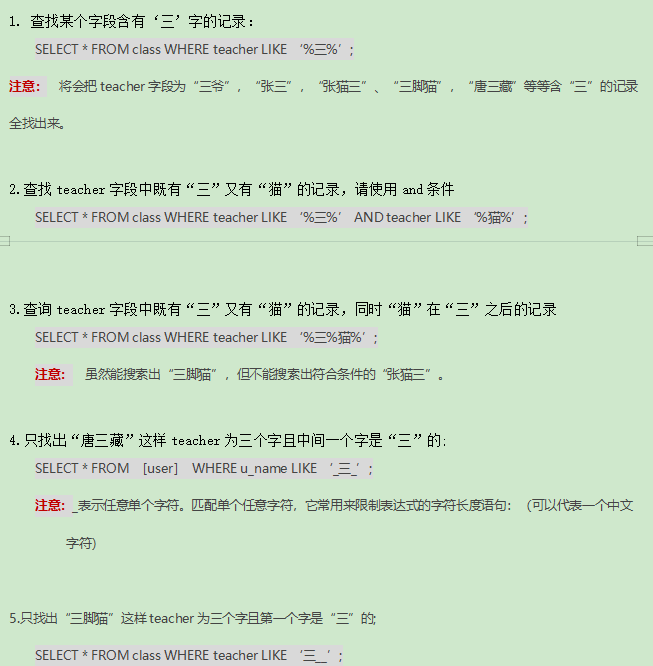 1. 查找某个字段含有‘三’字的记录：
SELECT * FROM class WHERE teacher LIKE ‘%三%’;
注意： 将会把 teacher 字段为“三爷”，“张三”，“张猫三”、“三脚猫”，“唐三藏”等等含“三”的记录
全找出来。
2.查找 teacher 字段中既有“三”又有“猫”的记录，请使用 and 条件
SELECT * FROM class WHERE teacher LIKE ‘%三%’ AND teacher LIKE ‘%猫%’;
3.查询 teacher 字段中既有“三”又有“猫”的记录，同时“猫”在“三”之后的记录
SELECT * FROM class WHERE teacher LIKE ‘%三%猫%’;
注意： 虽然能搜索出“三脚猫”，但不能搜索出符合条件的“张猫三”。
4.只找出“唐三藏”这样 teacher 为三个字且中间一个字是“三”的;
SELECT * FROM [user] WHERE u_name LIKE ‘_三_’;
注意：_表示任意单个字符。匹配单个任意字符，它常用来限制表达式的字符长度语句：（可以代表一个中文
字符）
5.只找出“三脚猫”这样 teacher 为三个字且第一个字是“三”的;
SELECT * FROM class WHERE teacher LIKE ‘三__’;